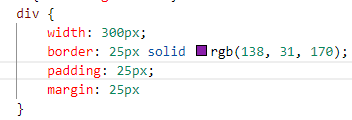 div {
width: 300px;
border: 25px solid rgb(138, 31, 170);
padding: 25px;
margin: 25px
}